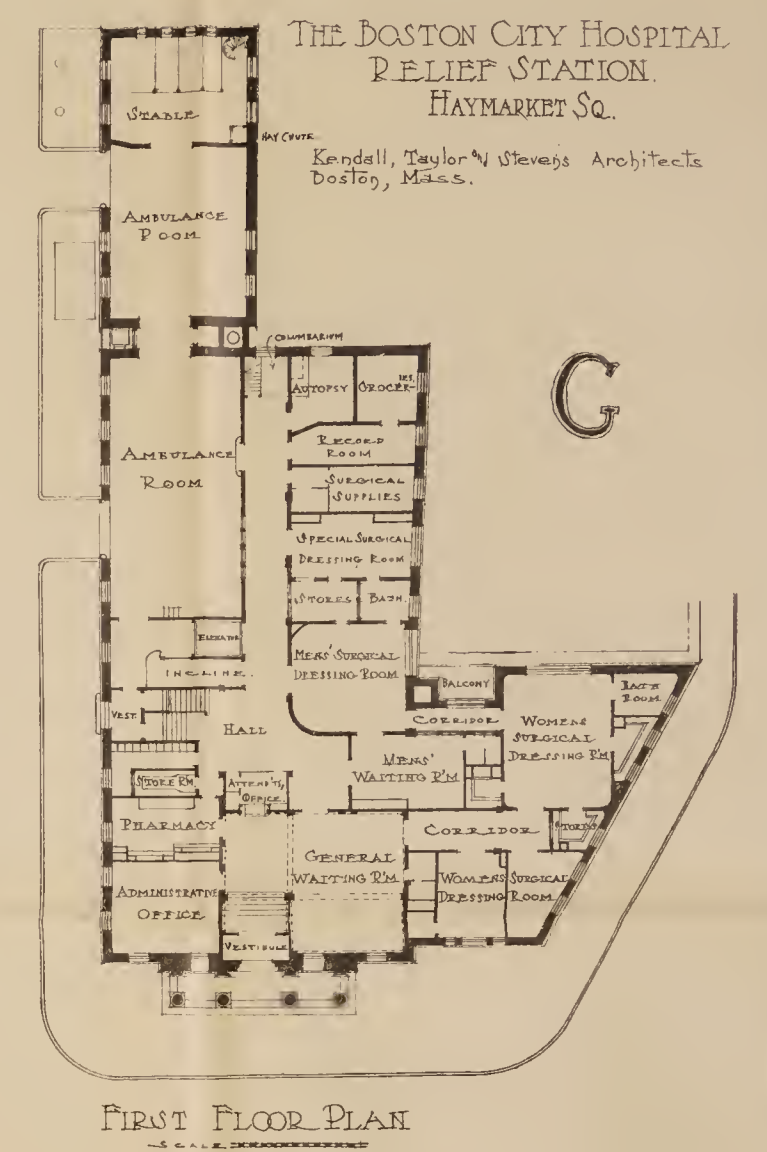 THE BOSTON CITY HOSPITAL
RELIEF STATION.
HAYMARKET SQ.
Kendall, Taylor & Stevens Architects
Boston, Mass.
STABLE
HAY CHUTE
AMBULANCE
ROOM
COLUMBARIUM
AUTOPSY
GROCER-
IES.
G
RECORD
ROOM
AMBULANCE
ROOM
SURGICAL
SUPPLIES
SPECIAL SURGICAL
DRESSING ROOM
STORES
BATH.
ELEVATOR
MENS' SURGICAL
DRESSING ROOM
INCLINE.
BALCONY
BATH
ROOM
VEST.
HALL
CORRIDOR
WOMENS
SURGICAL
DRESSING R'M
MENS'
WAITING R'M
STORE R'M.
ATTEND'TS,
OFFICE.
PHARMACY
CORRIDOR
STORES
GENERAL
WAITING R'M
WOMENS
DRESSING
SURGICAL
ROOM
ADMINISTRATIVE
OFFICE
VESTIBULE
FIRST FLOOR PLAN
SCALE